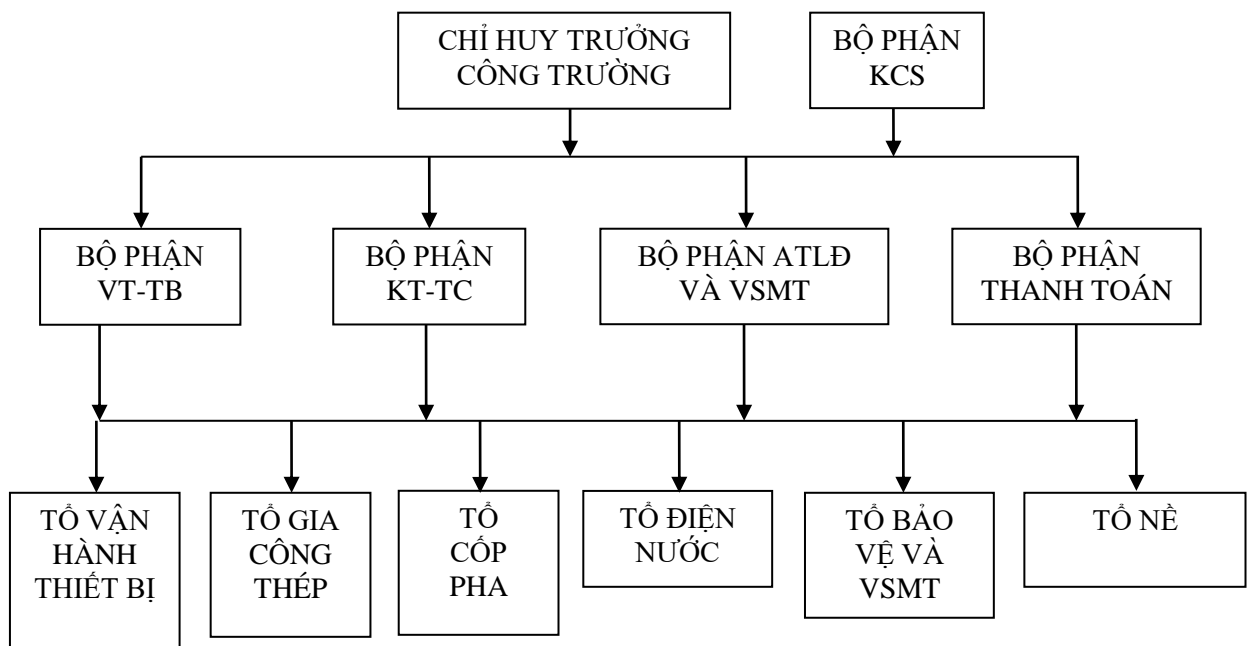 CHỈ HUY TRƯỞNG
CÔNG TRƯỜNG
BỘ PHẬN
KCS
BỘ PHẬN
VT-TB
BỘ PHẬN
KT-TC
BỘ PHẬN ATLĐ
VÀ VSMT
BỘ PHẬN
THANH TOÁN
TỔ VẬN
HÀNH
THIẾT BỊ
TỔ GIA
CÔNG
THÉP
TỔ
CỐP
PHA
TỔ ĐIỆN
NƯỚC
TỔ BẢO
VỆ VÀ
VSMT
TỔ NỀ